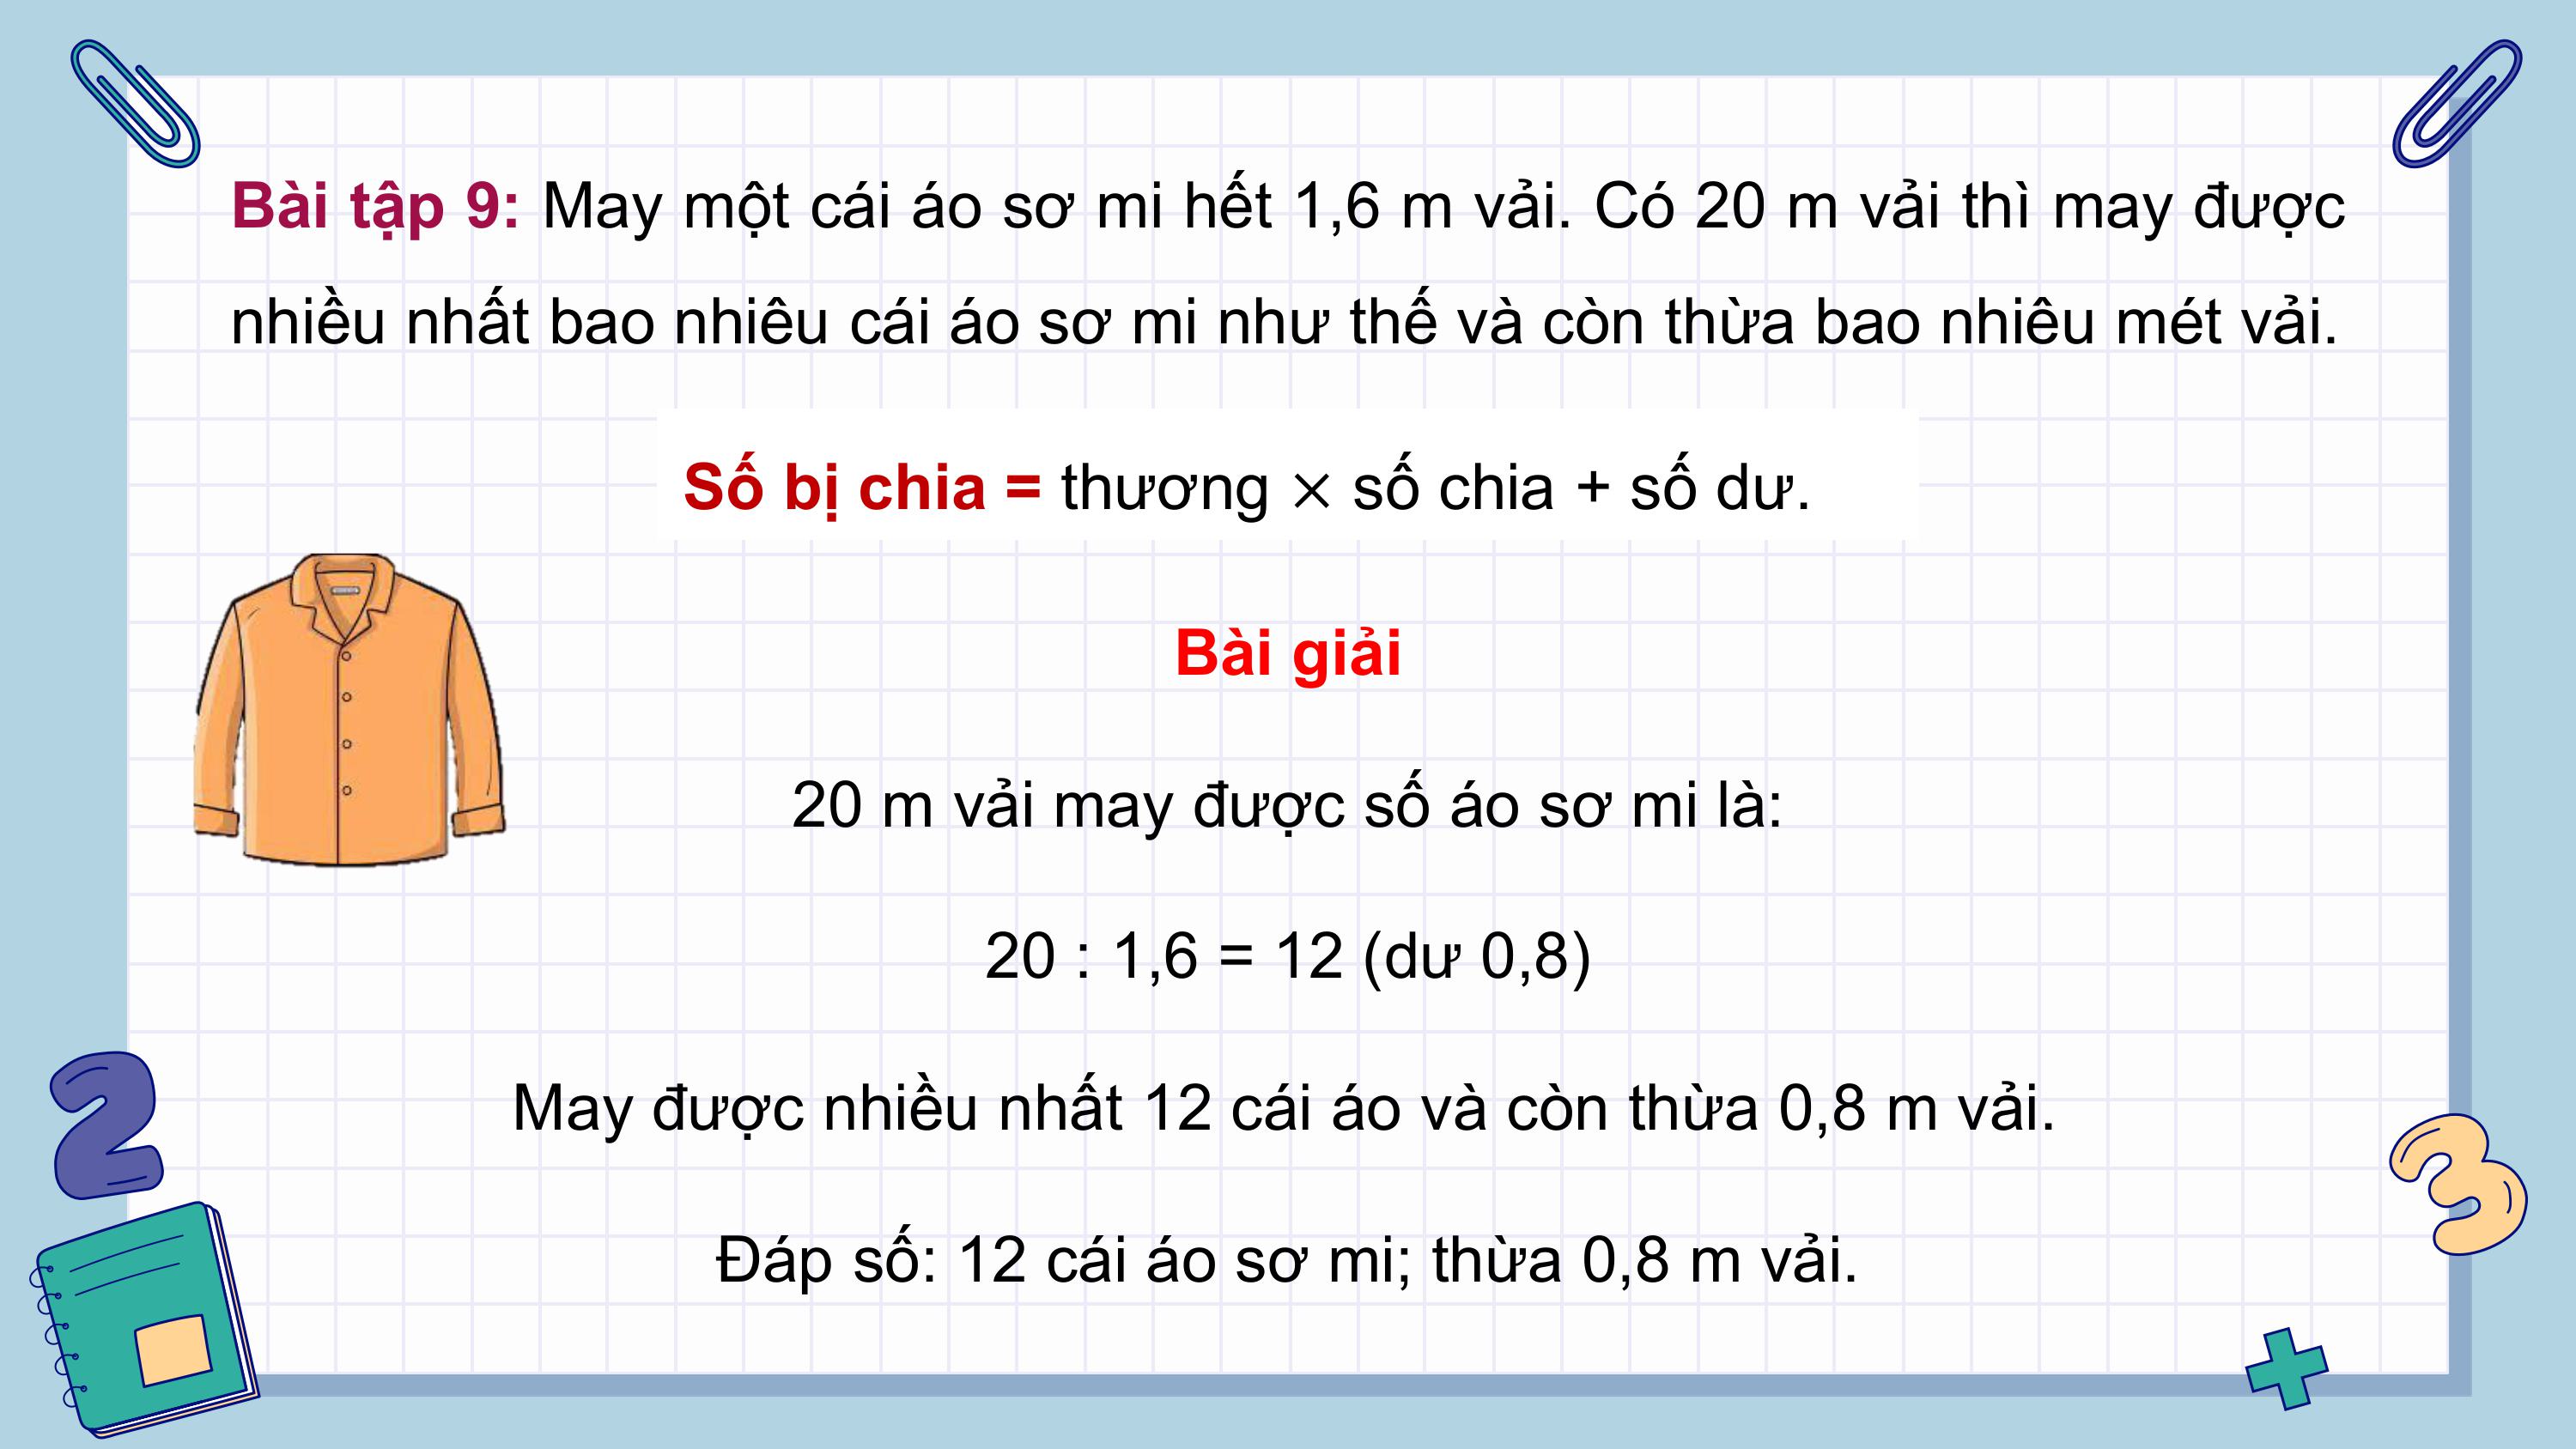 Bài tập 9: May một cái áo sơ mi hết 1,6 m vải. Có 20 m vải thì may được
nhiều nhất bao nhiêu cái áo sơ mi như thế và còn thừa bao nhiêu mét vải.
Số bị chia = thương × số chia + số dư.
Bài giải
20 m vải may được số áo sơ mi là:
20 : 1,6 = 12 (dư 0,8)
May được nhiều nhất 12 cái áo và còn thừa 0,8 m vải.
Đáp số: 12 cái áo sơ mi; thừa 0,8 m vải.
2
3